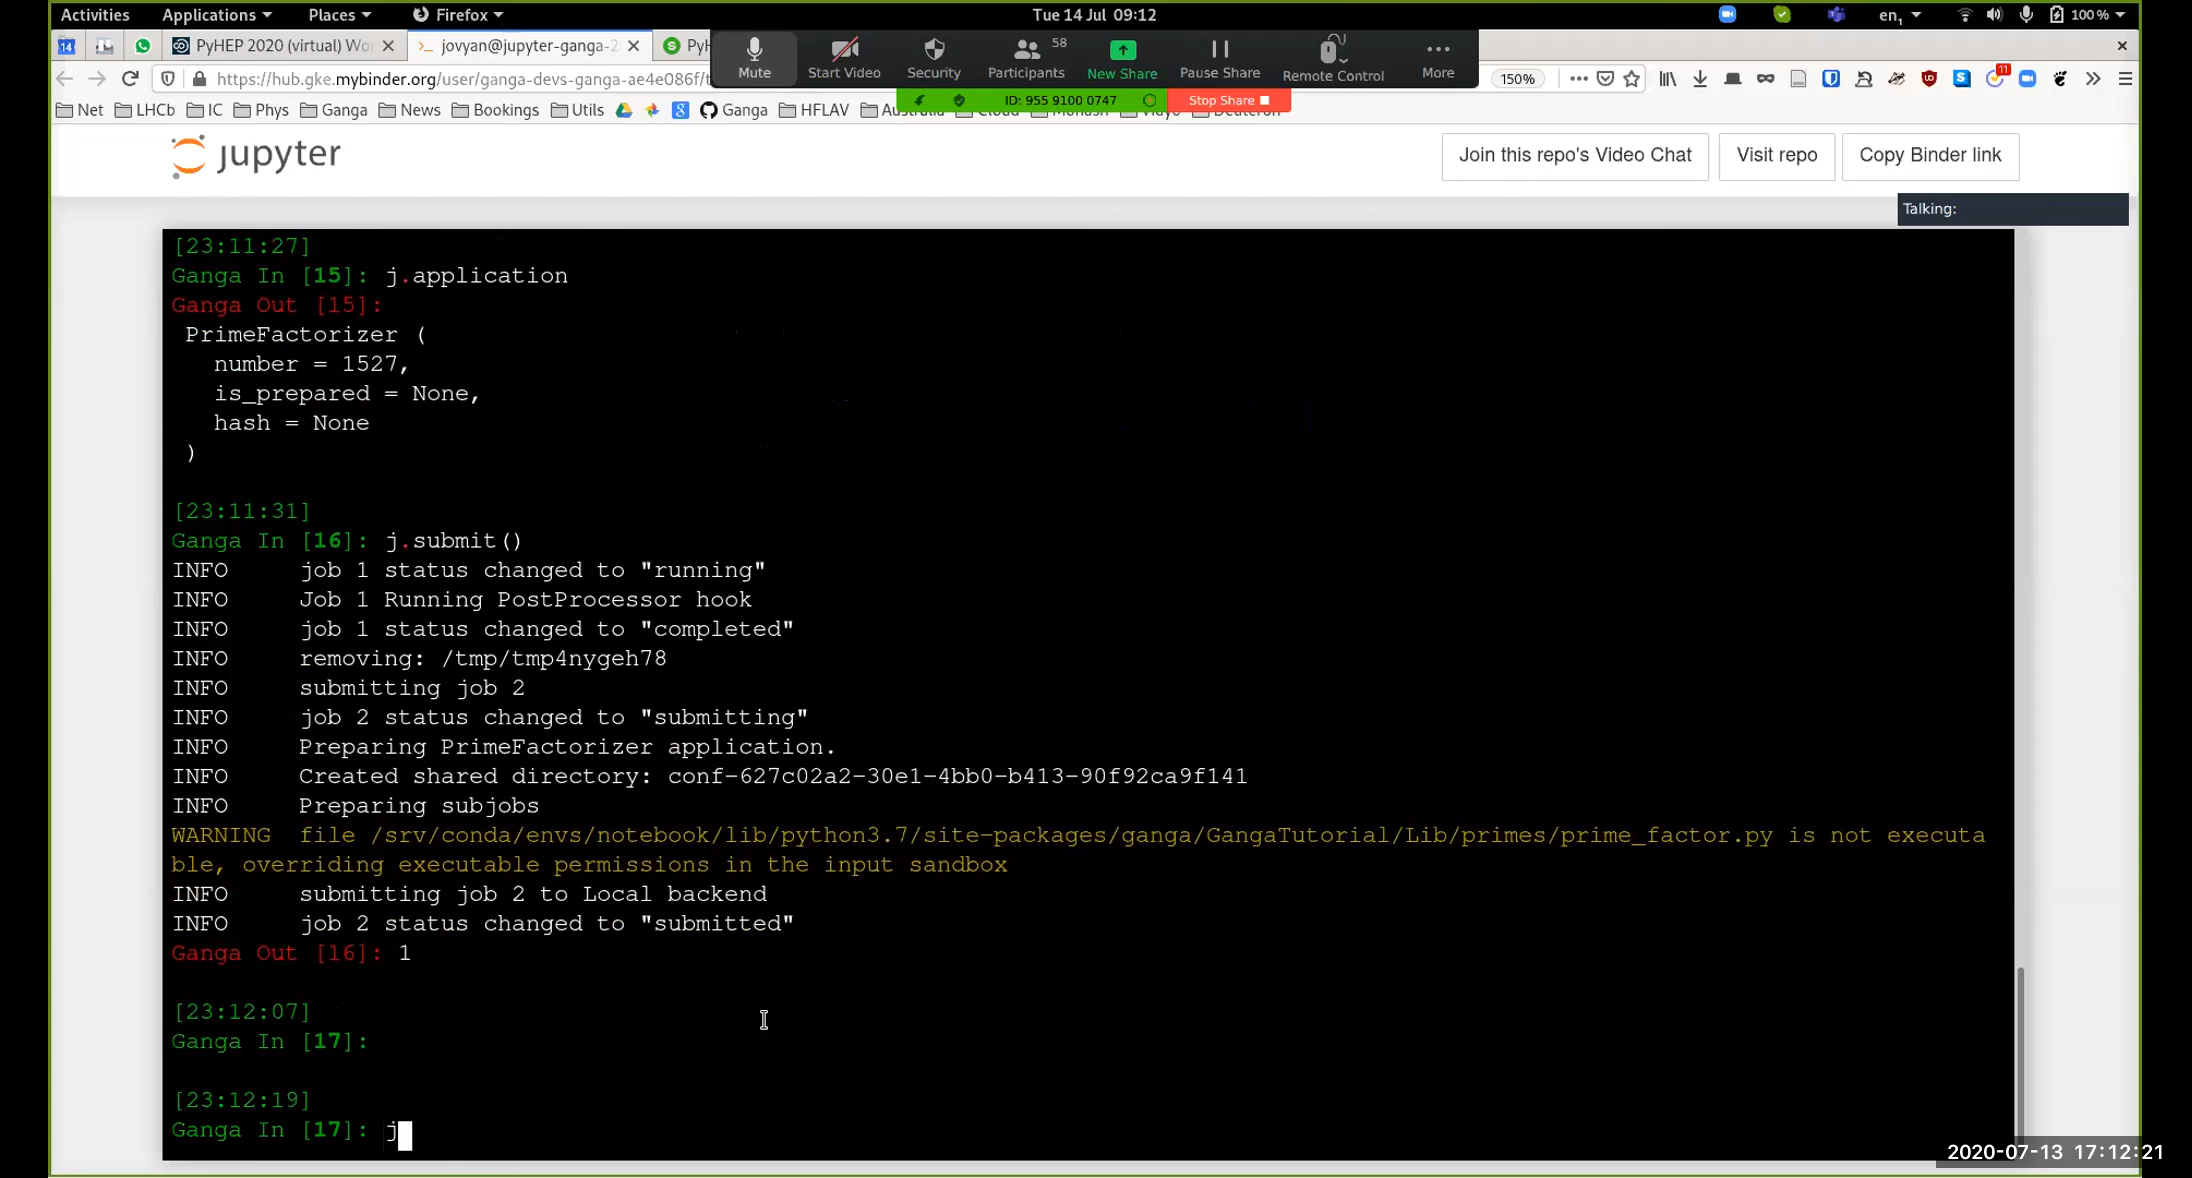 Activities Applications Places Firefox Tue 14 Jul 09:12 en1 100 %
14 PyHEP 2020 (virtual) Wo jovyan@jupyter-ganga-2 PyH
Mute Start Video Security Participants 58 New Share Pause Share Remote Control More
https://hub.gke.mybinder.org/user/ganga-devs-ganga-ae4e086f/t 150% 11
ID: 955 9100 0747 Stop Share
Net LHCb IC Phys Ganga News Bookings Utils Ganga HFLAV
jupyter
Join this repo's Video Chat Visit repo Copy Binder link
Talking:
[23:11:27]
Ganga In [15]: j.application
Ganga Out [15]:
PrimeFactorizer (
number = 1527,
is_prepared = None,
hash = None
)
[23:11:31]
Ganga In [16]: j.submit()
INFO job 1 status changed to "running"
INFO Job 1 Running PostProcessor hook
INFO job 1 status changed to "completed"
INFO removing: /tmp/tmp4nygeh78
INFO submitting job 2
INFO job 2 status changed to "submitting"
INFO Preparing PrimeFactorizer application.
INFO Created shared directory: conf-627c02a2-30e1-4bb0-b413-90f92ca9f141
INFO Preparing subjobs
WARNING file /srv/conda/envs/notebook/lib/python3.7/site-packages/ganga/GangaTutorial/Lib/primes/prime_factor.py is not executa
ble, overriding executable permissions in the input sandbox
INFO submitting job 2 to Local backend
INFO job 2 status changed to "submitted"
Ganga Out [16]: 1
[23:12:07]
Ganga In [17]:
[23:12:19]
Ganga In [17]: j
2020-07-13 17:12:21